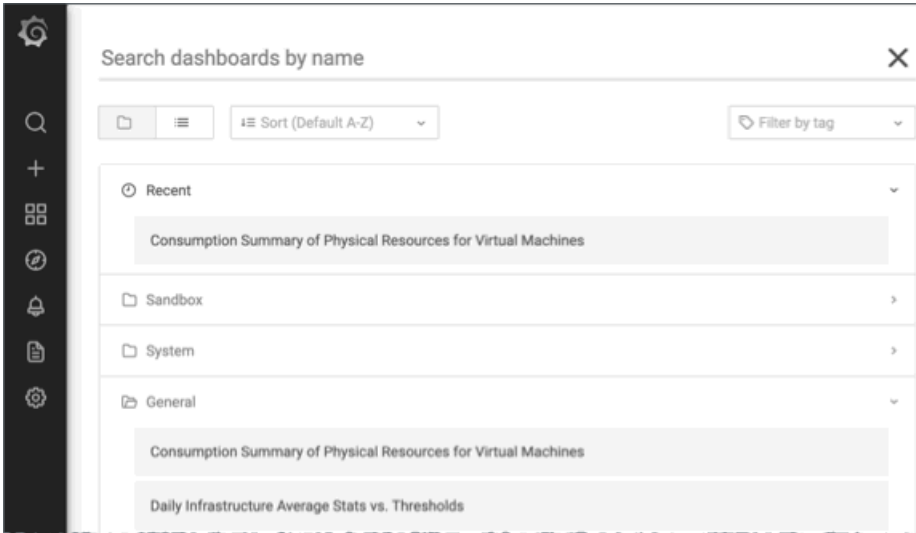 Search dashboards by name
Sort (Default A-Z)
Filter by tag
Recent
Consumption Summary of Physical Resources for Virtual Machines
Sandbox
System
General
Consumption Summary of Physical Resources for Virtual Machines
Daily Infrastructure Average Stats vs. Thresholds